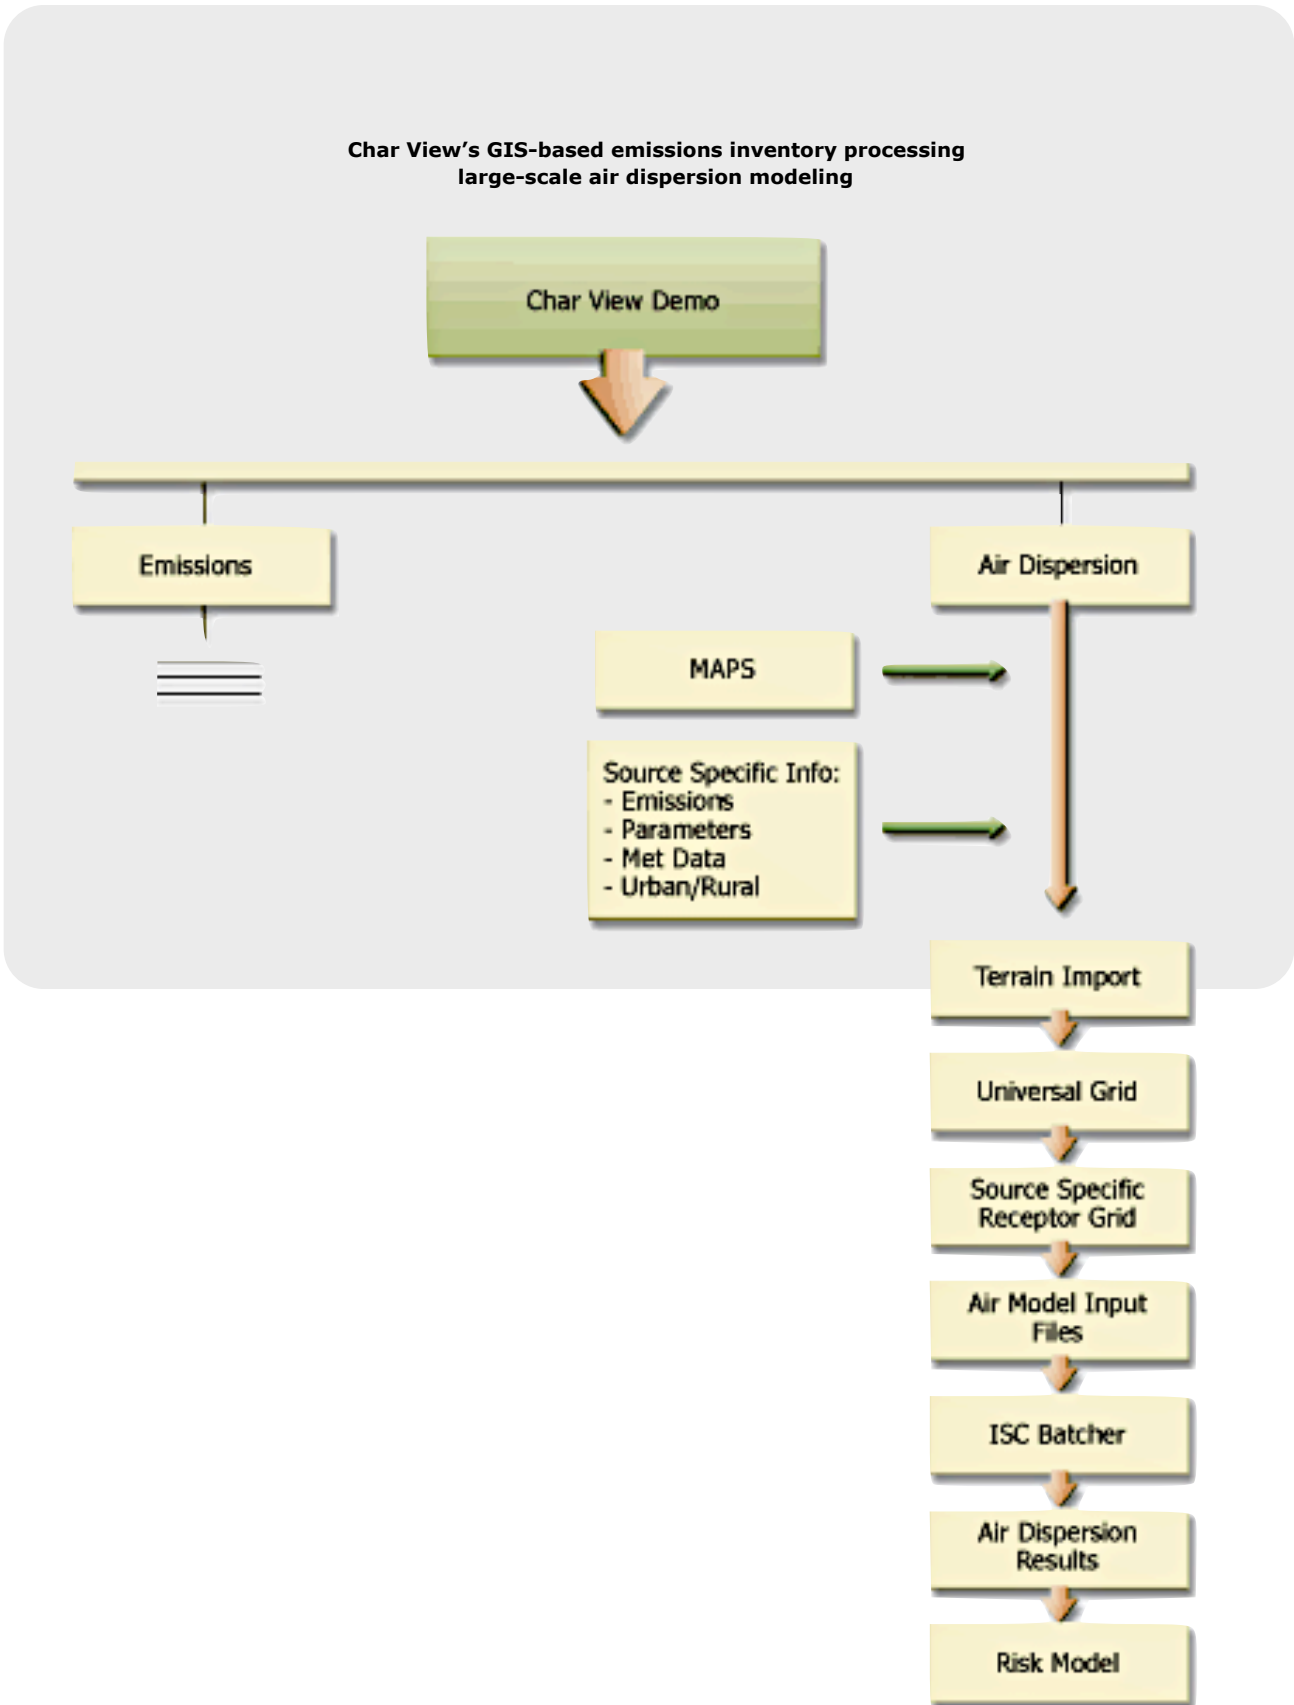 Char View’s GIS-based emissions inventory processing
large-scale air dispersion modeling
Char View Demo
Emissions
Air Dispersion
MAPS
Source Specific Info:
- Emissions
- Parameters
- Met Data
- Urban/Rural
Terrain Import
Universal Grid
Source Specific
Receptor Grid
Air Model Input
Files
ISC Batcher
Air Dispersion
Results
Risk Model